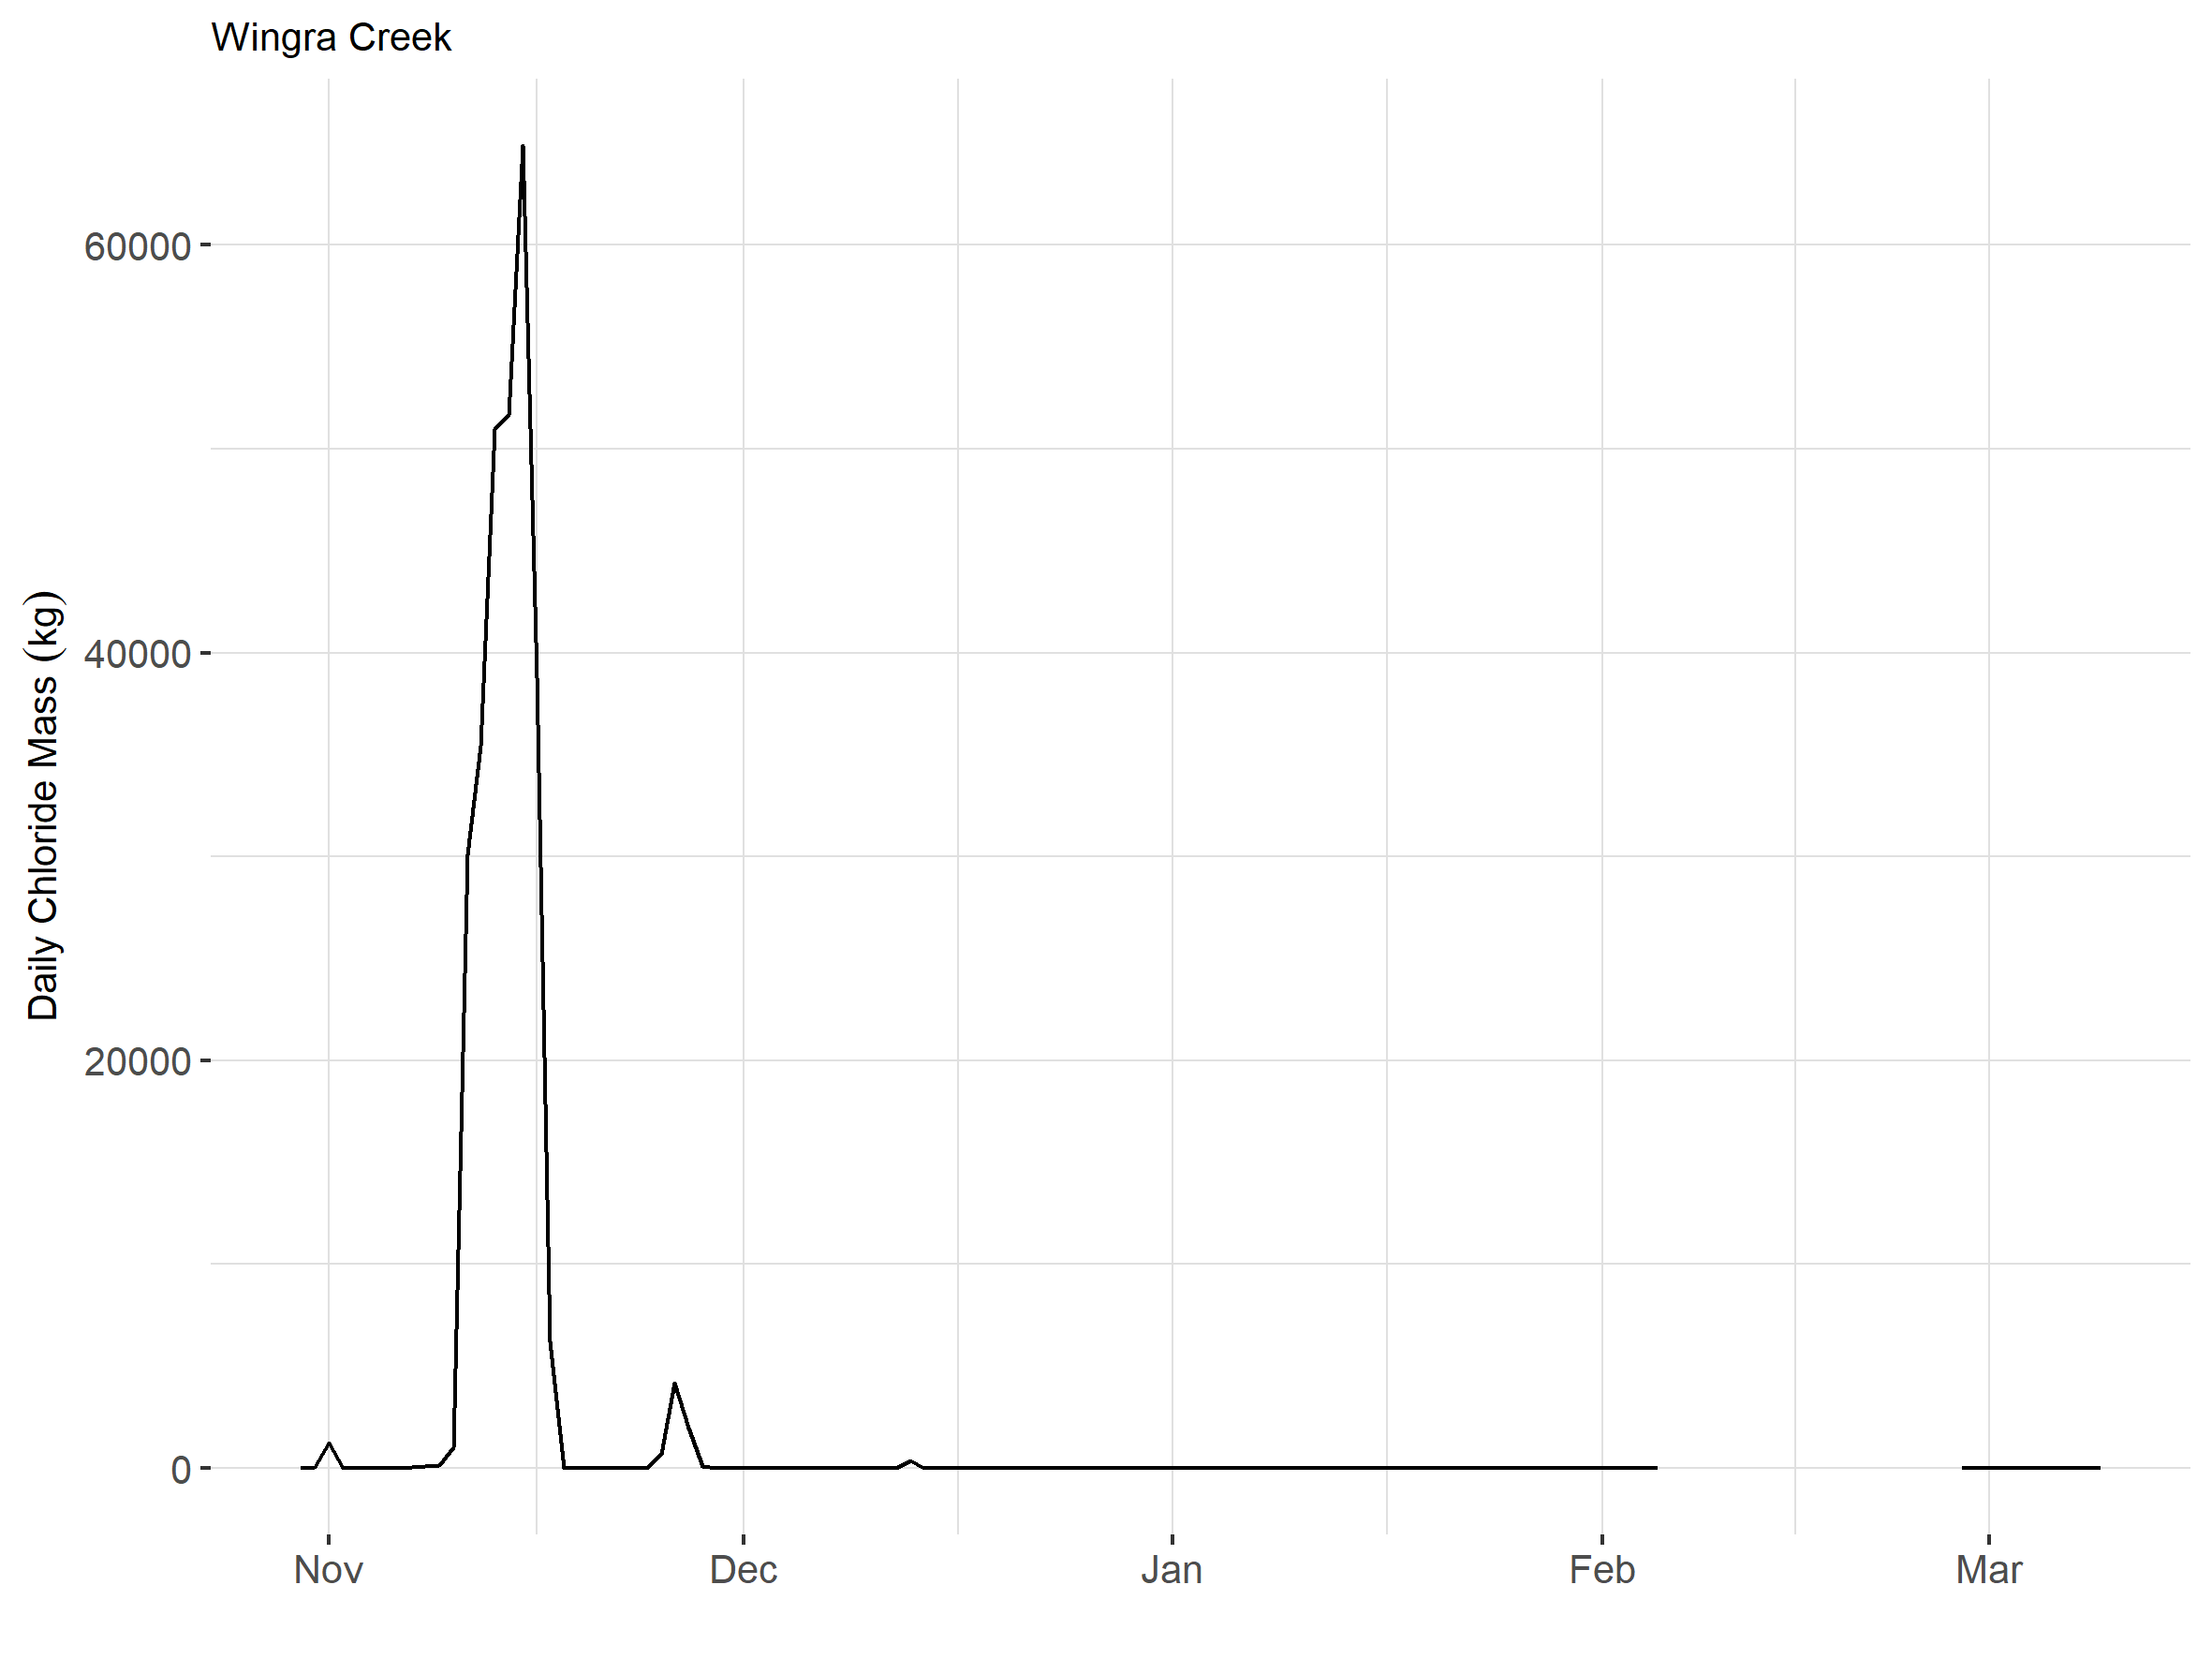 Wingra Creek
Daily Chloride Mass (kg)
60000
40000
20000
0
Nov
Dec
Jan
Feb
Mar